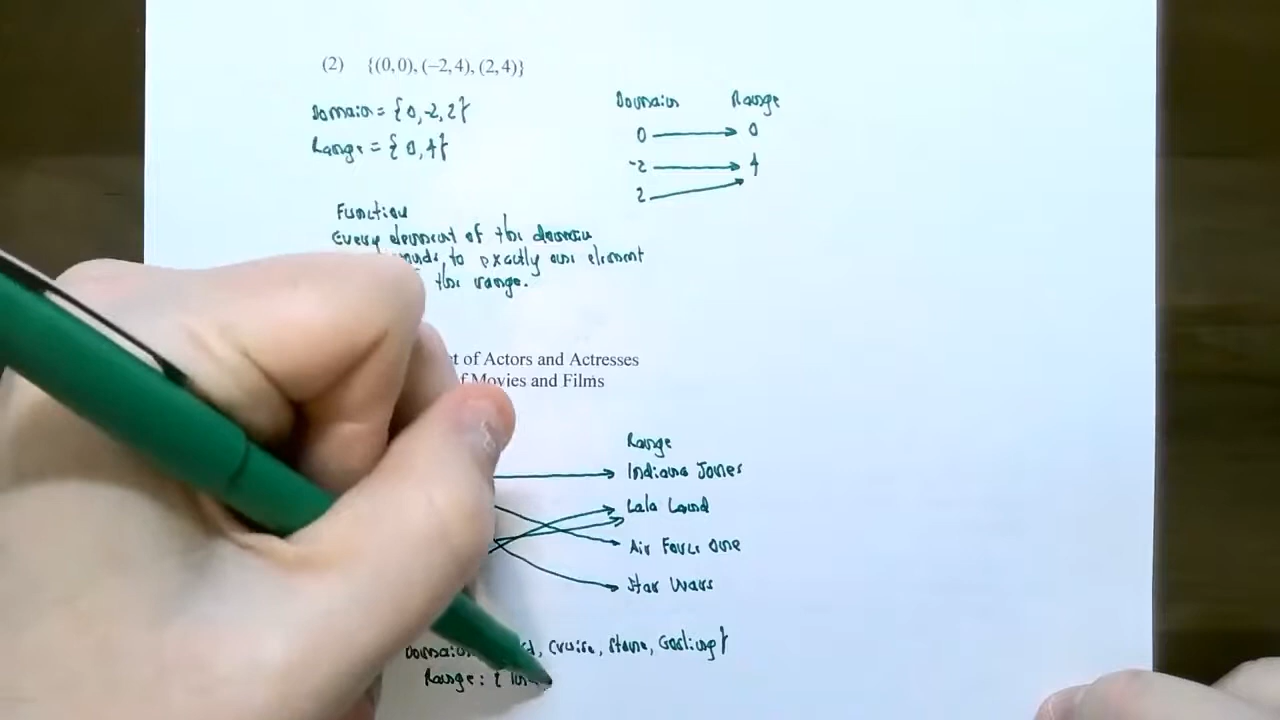 (2) {(0,0), (−2,4), (2,4)}
Domain = {0,-2,2}
Range = {0,4}
Domain Range
0 0
-2 4
2
Function
Every element of the domain
to exactly one element
the range.
of Actors and Actresses
of Movies and Films
Range
Indiana Jones
Lala Land
Air Force One
Star Wars
Cruise, Stone, Gosling}
Range: {